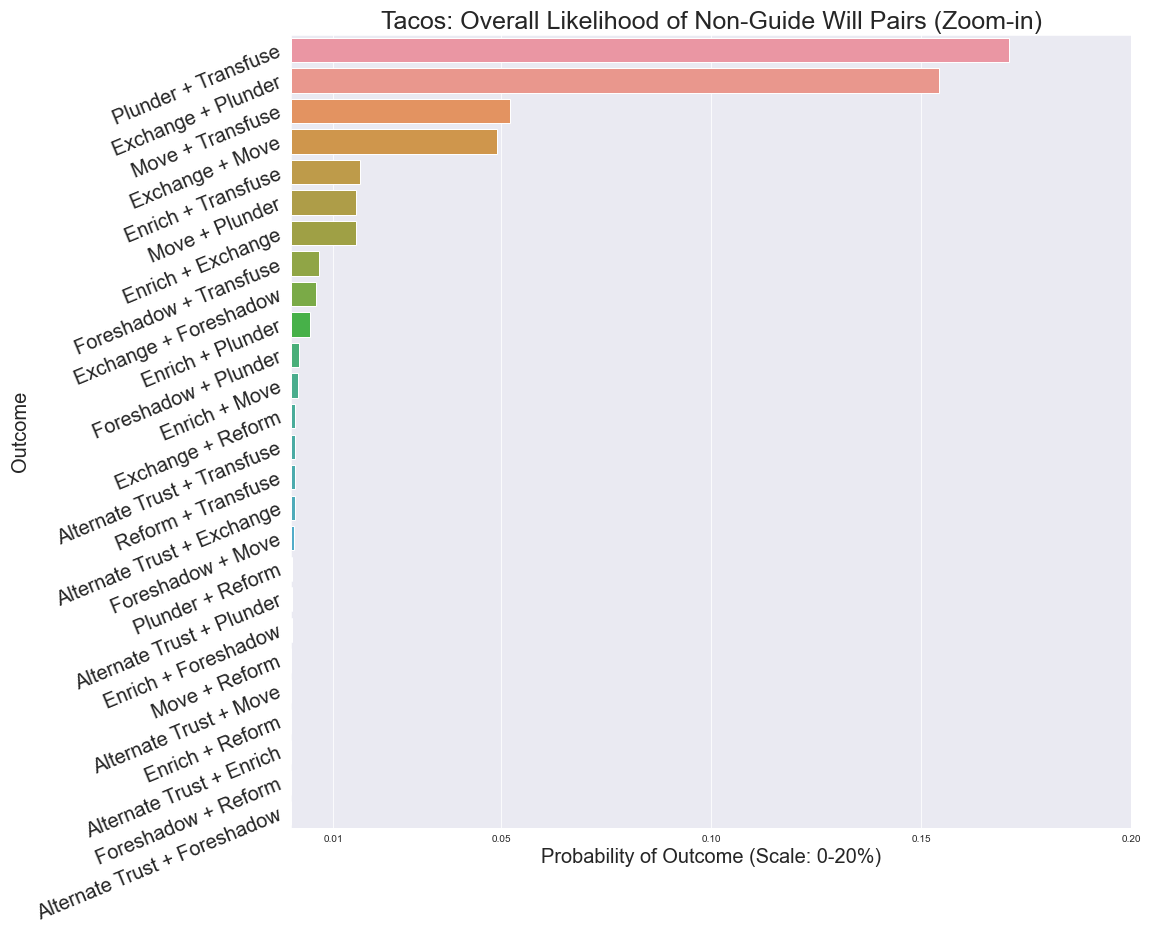 Tacos: Overall Likelihood of Non-Guide Will Pairs (Zoom-in)
Outcome
Plunder + Transfuse
Exchange + Plunder
Move + Transfuse
Exchange + Move
Enrich + Transfuse
Move + Plunder
Enrich + Exchange
Foreshadow + Transfuse
Exchange + Foreshadow
Enrich + Plunder
Foreshadow + Plunder
Enrich + Move
Exchange + Reform
Alternate Trust + Transfuse
Reform + Transfuse
Alternate Trust + Exchange
Foreshadow + Move
Plunder + Reform
Alternate Trust + Plunder
Enrich + Foreshadow
Move + Reform
Alternate Trust + Move
Enrich + Reform
Alternate Trust + Enrich
Foreshadow + Reform
Alternate Trust + Foreshadow
0.01 0.05 0.10 0.15 0.20
Probability of Outcome (Scale: 0-20%)